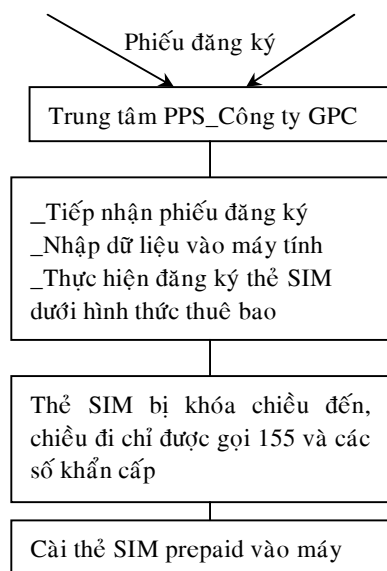 Phiếu đăng ký
Trung tâm PPS_Công ty GPC
_Tiếp nhận phiếu đăng ký
_Nhập dữ liệu vào máy tính
_Thực hiện đăng ký thẻ SIM
dưới hình thức thuê bao
Thẻ SIM bị khóa chiều đến,
chiều đi chỉ được gọi 155 và các
số khẩn cấp
Cài thẻ SIM prepaid vào máy